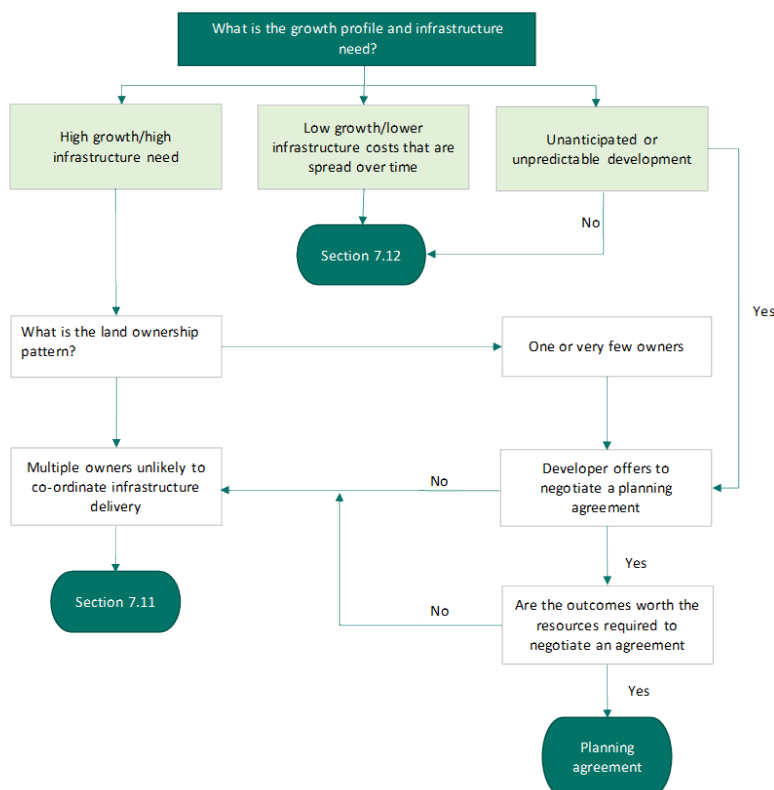 What is the growth profile and infrastructure
need?
High growth/high
infrastructure need
Low growth/lower
infrastructure costs that are
spread over time
Unanticipated or
unpredictable development
No
Section 7.12
Yes
What is the land ownership
pattern?
One or very few owners
Multiple owners unlikely to
co-ordinate infrastructure
delivery
No
Developer offers to
negotiate a planning
agreement
Yes
Section 7.11
No
Are the outcomes worth the
resources required to
negotiate an agreement
Yes
Planning
agreement